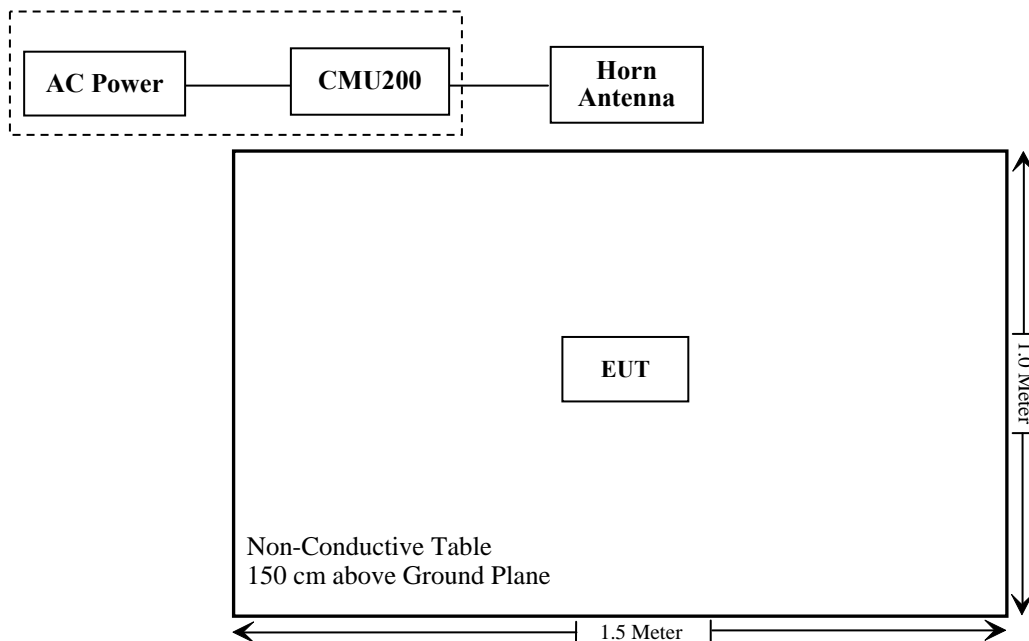 AC Power
CMU200
Horn
Antenna
EUT
1.0 Meter
Non-Conductive Table
150 cm above Ground Plane
1.5 Meter